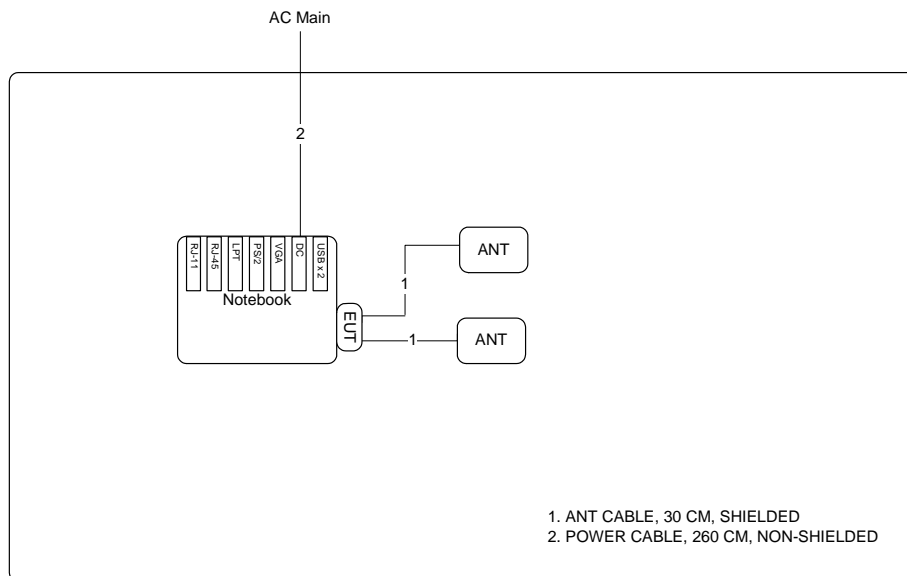 AC Main
2
RJ-11
RJ-45
LPT
PS/2
VGA
DC
USB x 2
Notebook
EUT
1
ANT
1
ANT
1. ANT CABLE, 30 CM, SHIELDED
2. POWER CABLE, 260 CM, NON-SHIELDED